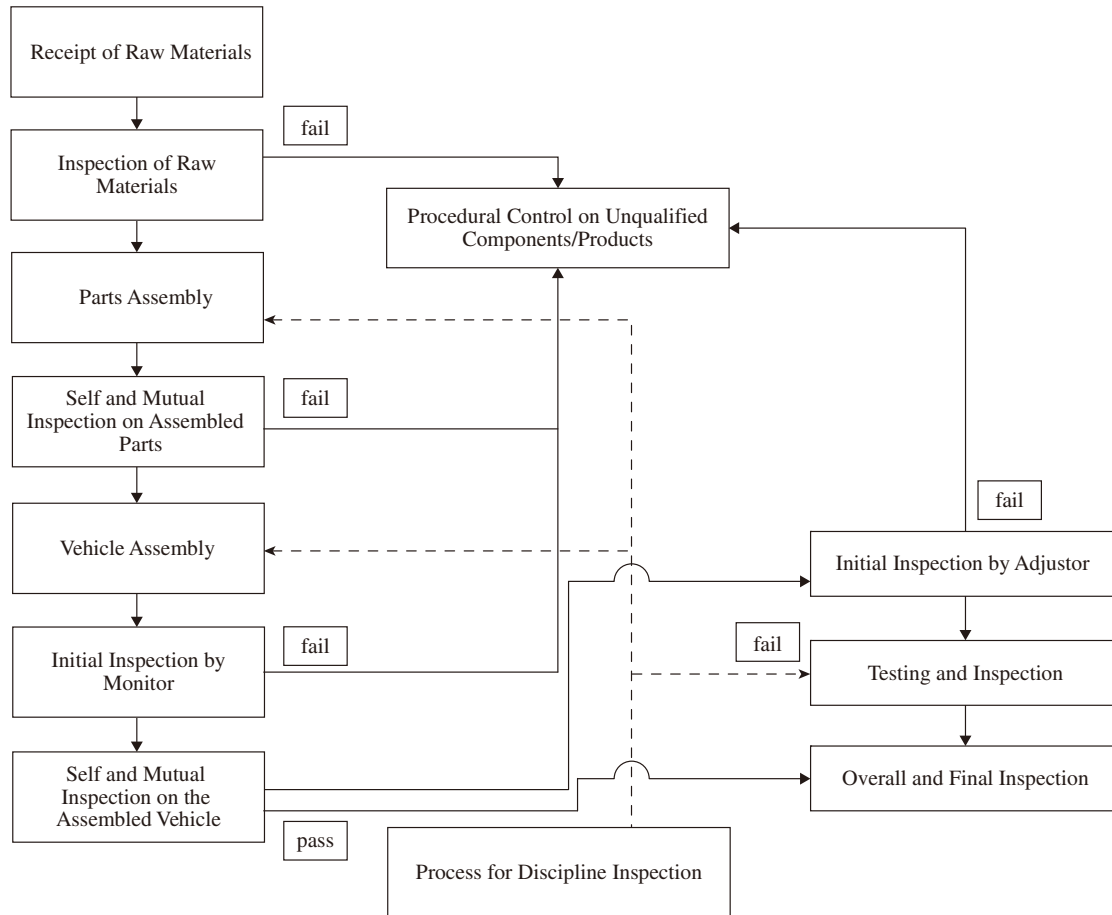 Receipt of Raw Materials
fail
Inspection of Raw
Materials
Procedural Control on Unqualified
Components/Products
Parts Assembly
Self and Mutual
Inspection on Assembled
Parts
fail
Vehicle Assembly
fail
Initial Inspection by Adjustor
Initial Inspection by
Monitor
fail
fail
Testing and Inspection
Self and Mutual
Inspection on the
Assembled Vehicle
pass
Overall and Final Inspection
Process for Discipline Inspection